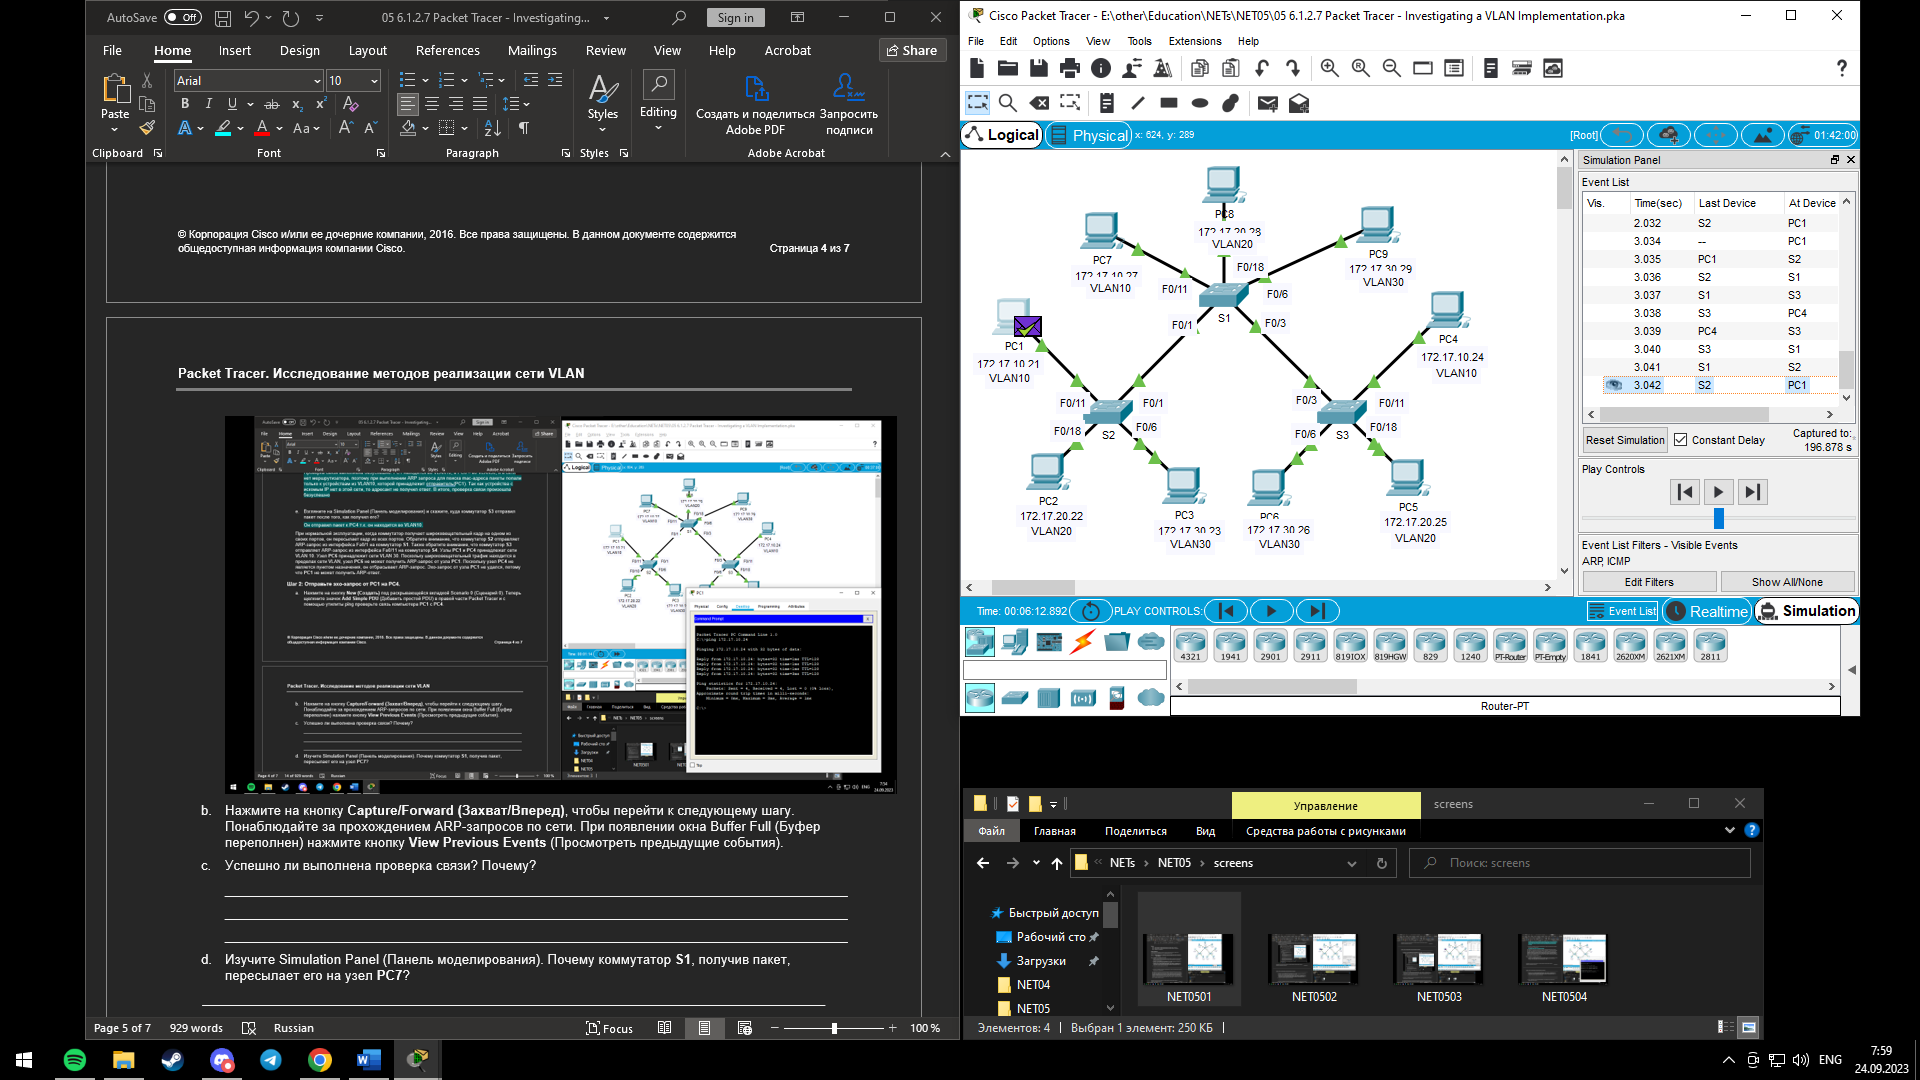 AutoSave Off 05 6.1.2.7 Packet Tracer - Investigating... Sign in
File Home Insert Design Layout References Mailings Review View Help Acrobat Share
Arial 10
Paste
Styles
Editing
Создать и поделиться Adobe PDF
Запросить подписи
Clipboard Font Paragraph Styles Adobe Acrobat
© Корпорация Cisco и/или ее дочерние компании, 2016. Все права защищены. В данном документе содержится
общедоступная информация компании Cisco. Страница 4 из 7
Packet Tracer. Исследование методов реализации сети VLAN
b. Нажмите на кнопку Capture/Forward (Захват/Вперед), чтобы перейти к следующему шагу.
Понаблюдайте за прохождением ARP-запросов по сети. При появлении окна Buffer Full (Буфер
переполнен) нажмите кнопку View Previous Events (Просмотреть предыдущие события).
c. Успешно ли выполнена проверка связи? Почему?
d. Изучите Simulation Panel (Панель моделирования). Почему коммутатор S1, получив пакет,
пересылает его на узел PC7?
Page 5 of 7 929 words Russian Focus 100 %
Cisco Packet Tracer - E:\other\Education\NETs\NET05\05 6.1.2.7 Packet Tracer - Investigating a VLAN Implementation.pka
File Edit Options View Tools Extensions Help
Logical Physical x: 624, y: 289 [Root] 01:42:00
PC8
172.17.20.28
VLAN20
PC7
172.17.10.27
VLAN10
PC9
172.17.30.29
VLAN30
F0/18
F0/11
F0/6
S1
F0/1
F0/3
PC1
172.17.10.21
VLAN10
PC4
172.17.10.24
VLAN10
F0/11
F0/1
F0/3
F0/11
F0/18
S2
F0/6
F0/6
S3
F0/18
PC2
172.17.20.22
VLAN20
PC3
172.17.30.23
VLAN30
PC6
172.17.30.26
VLAN30
PC5
172.17.20.25
VLAN20
Simulation Panel
Event List
Vis. Time(sec) Last Device At Device
2.032 S2 PC1
3.034 -- PC1
3.035 PC1 S2
3.036 S2 S1
3.037 S1 S3
3.038 S3 PC4
3.039 PC4 S3
3.040 S3 S1
3.041 S1 S2
3.042 S2 PC1
Reset Simulation Constant Delay Captured to: 196.878 s
Play Controls
Event List Filters - Visible Events
ARP, ICMP
Edit Filters Show All/None
Time: 00:06:12.892 PLAY CONTROLS: Event List Realtime Simulation
4321 1941 2901 2911 819IOX 819HGW 829 1240 PT-Router PT-Empty 1841 2620XM 2621XM 2811
Router-PT
Управление screens
Файл Главная Поделиться Вид Средства работы с рисунками
NETs NET05 screens Поиск: screens
Быстрый доступ
Рабочий сто
Загрузки
NET04
NET05
NET0501 NET0502 NET0503 NET0504
Элементов: 4 Выбран 1 элемент: 250 КБ
ENG 7:59
24.09.2023